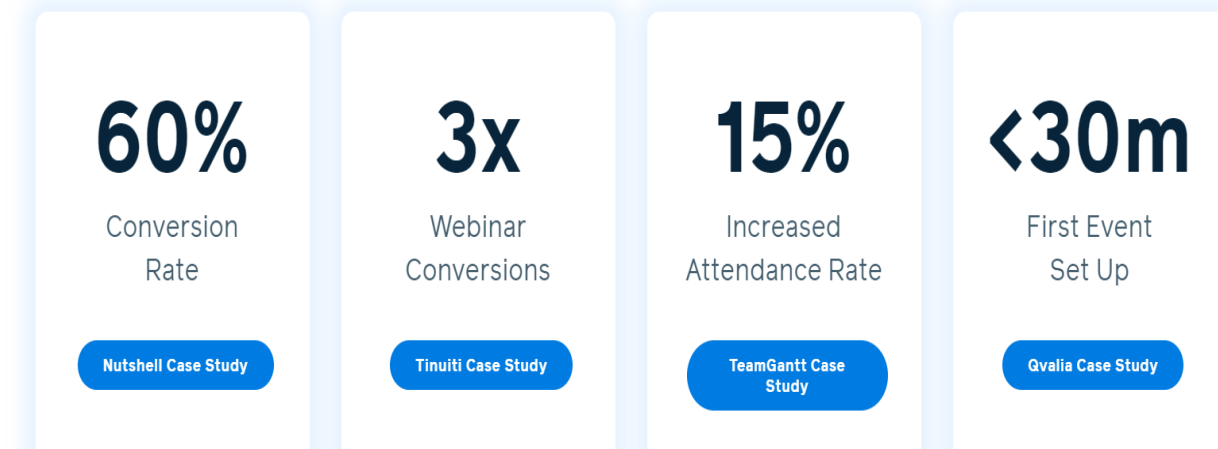 60%
Conversion
Rate
Nutshell Case Study
3x
Webinar
Conversions
Tinuiti Case Study
15%
Increased
Attendance Rate
TeamGantt Case
Study
<30m
First Event
Set Up
Qvalia Case Study